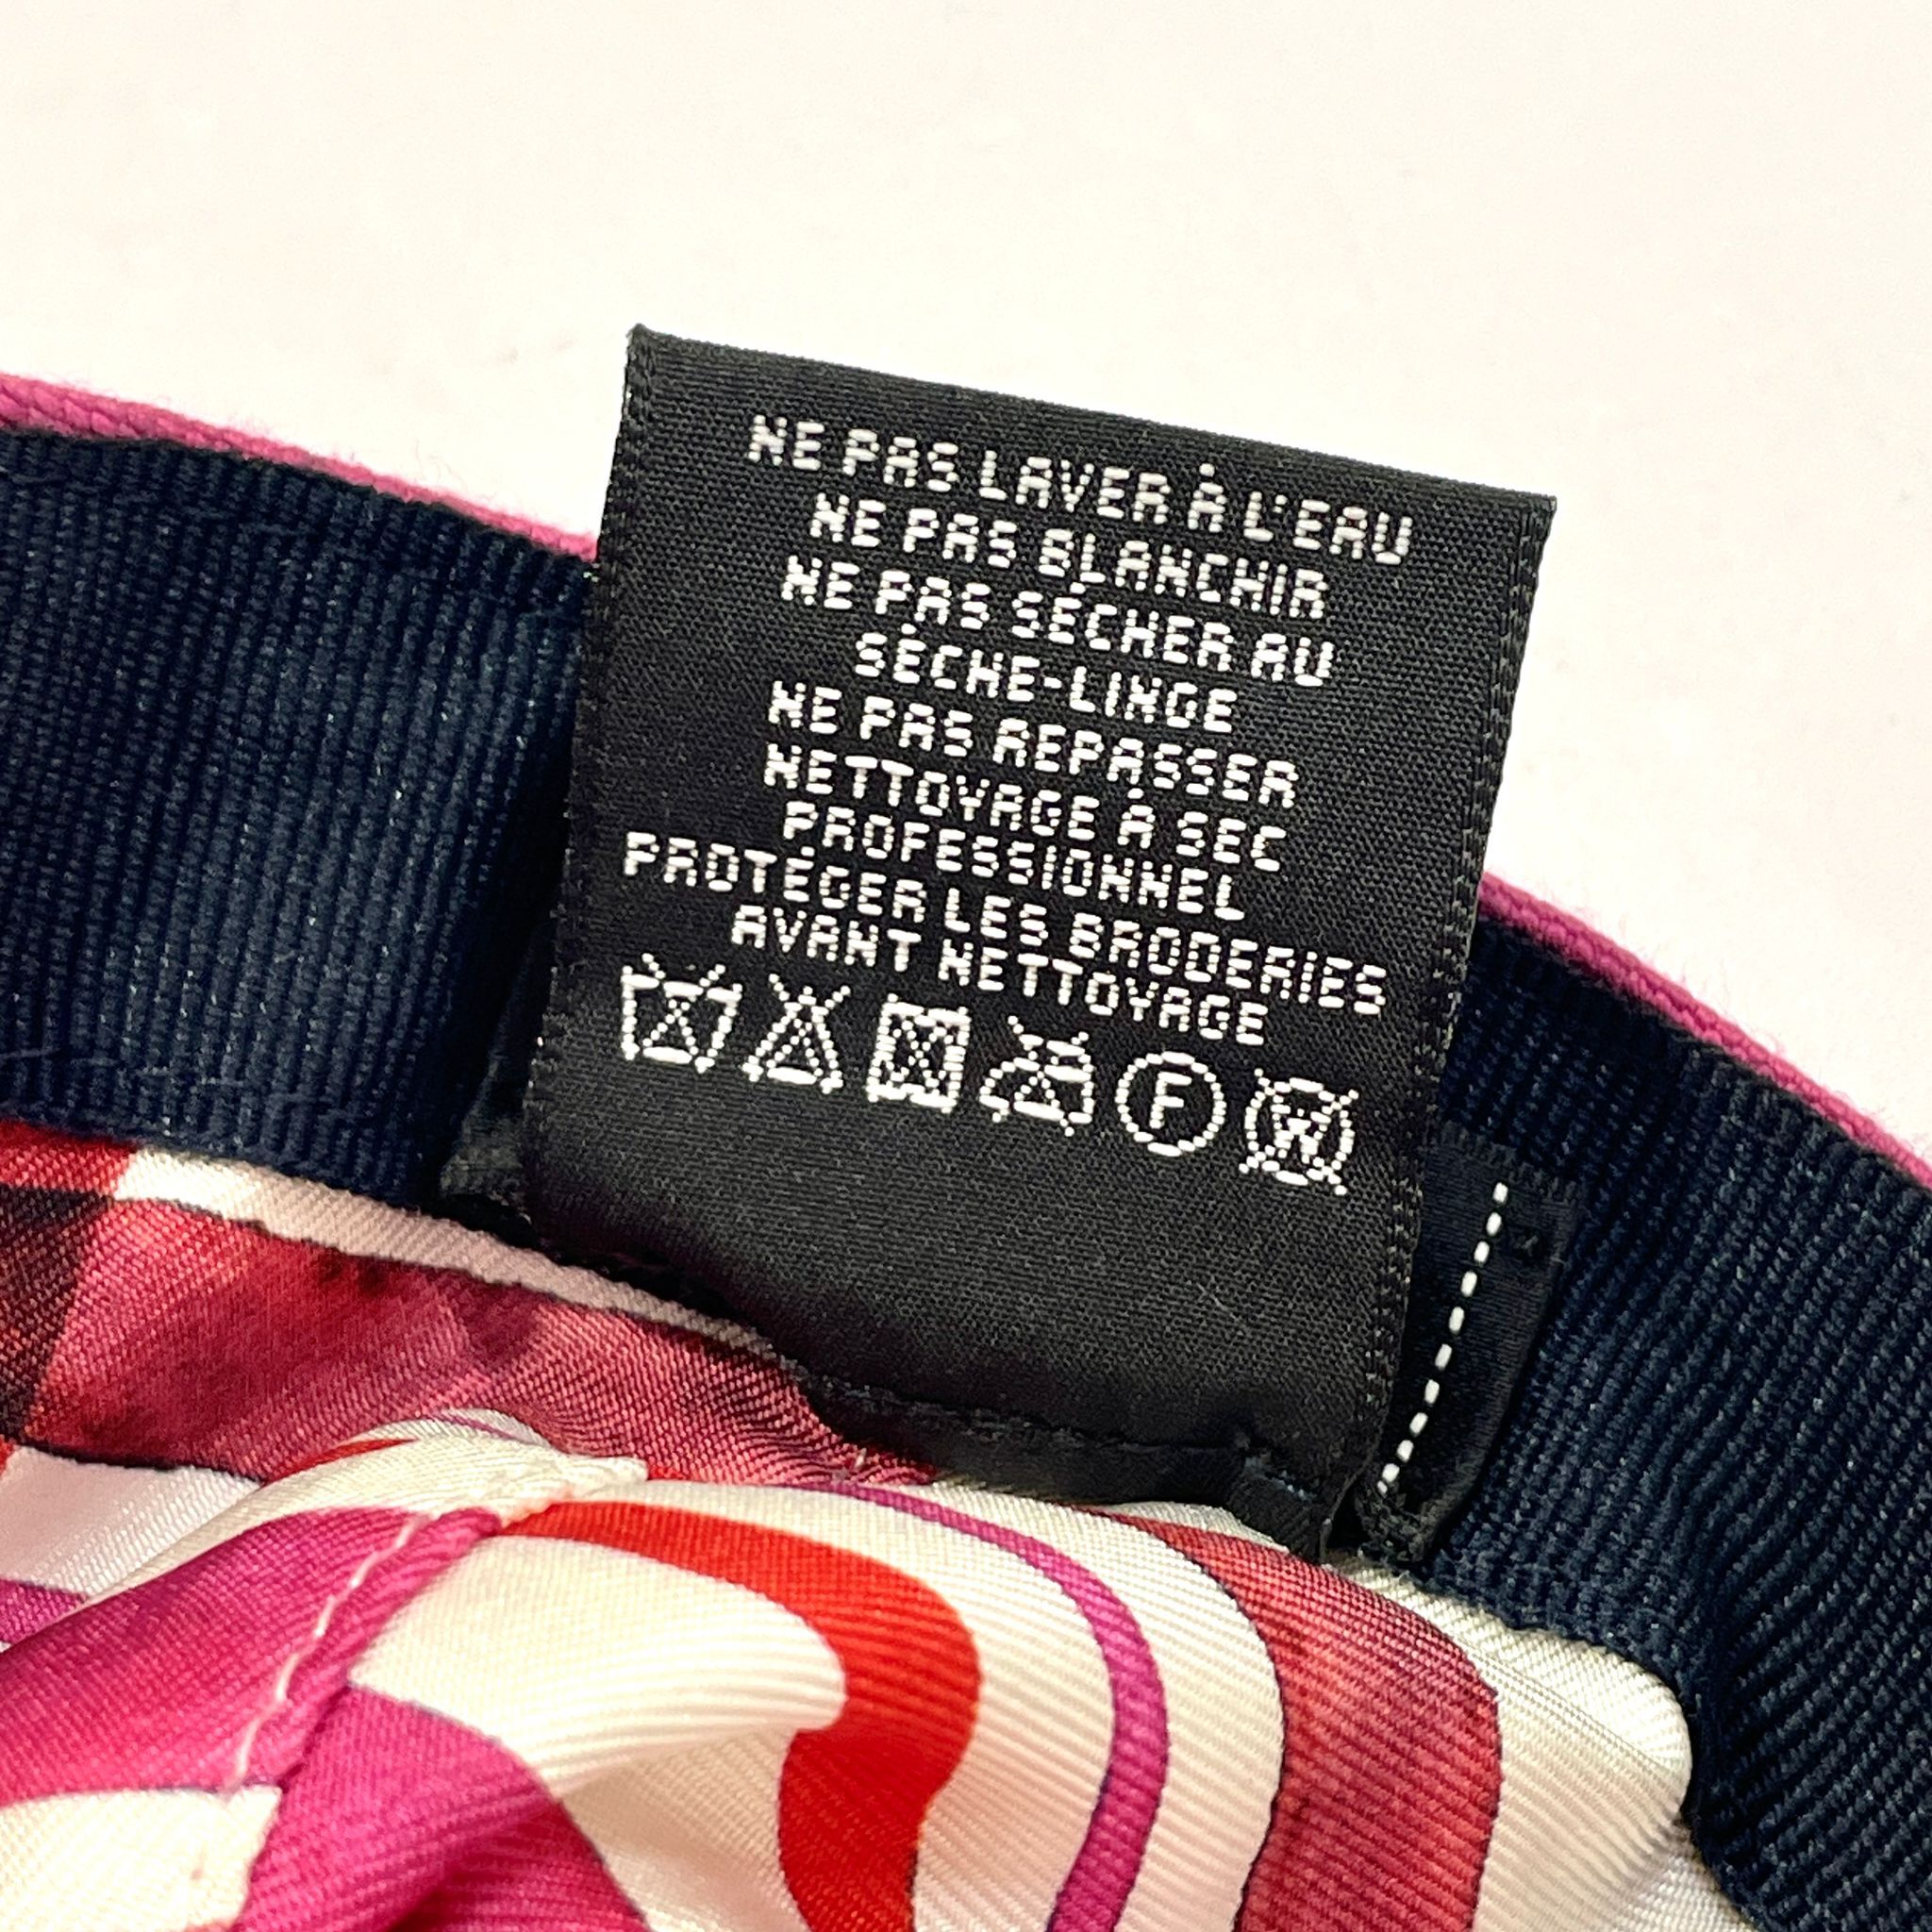 NE PAS LAVER À L'EAU
NE PAS BLANCHIR
NE PAS SÉCHER AU
SÈCHE-LINGE
NE PAS REPASSER
NETTOYAGE À SEC
PROFESSIONNEL
PROTÉGER LES BRODERIES
AVANT NETTOYAGE
F W